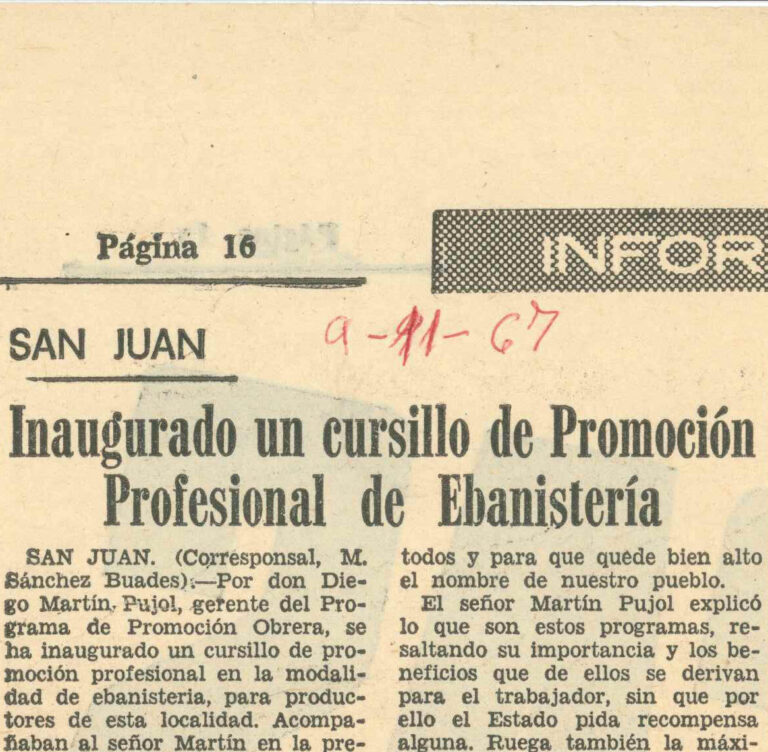 Página 16
INFOR
SAN JUAN
9-11-67
Inaugurado un cursillo de Promoción
Profesional de Ebanistería
SAN JUAN. (Corresponsal, M.
Sánchez Buades).—Por don Die-
go Martín Pujol, gerente del Pro-
grama de Promoción Obrera, se
ha inaugurado un cursillo de pro-
moción profesional en la modali-
dad de ebanisteria, para produc-
tores de esta localidad. Acompa-
ñaban al señor Martín en la pre-
todos y para que quede bien alto
el nombre de nuestro pueblo.
El señor Martín Pujol explicó
lo que son estos programas, re-
saltando su importancia y los be-
neficios que de ellos se derivan
para el trabajador, sin que por
ello el Estado pida recompensa
alguna. Ruega también la máxi-